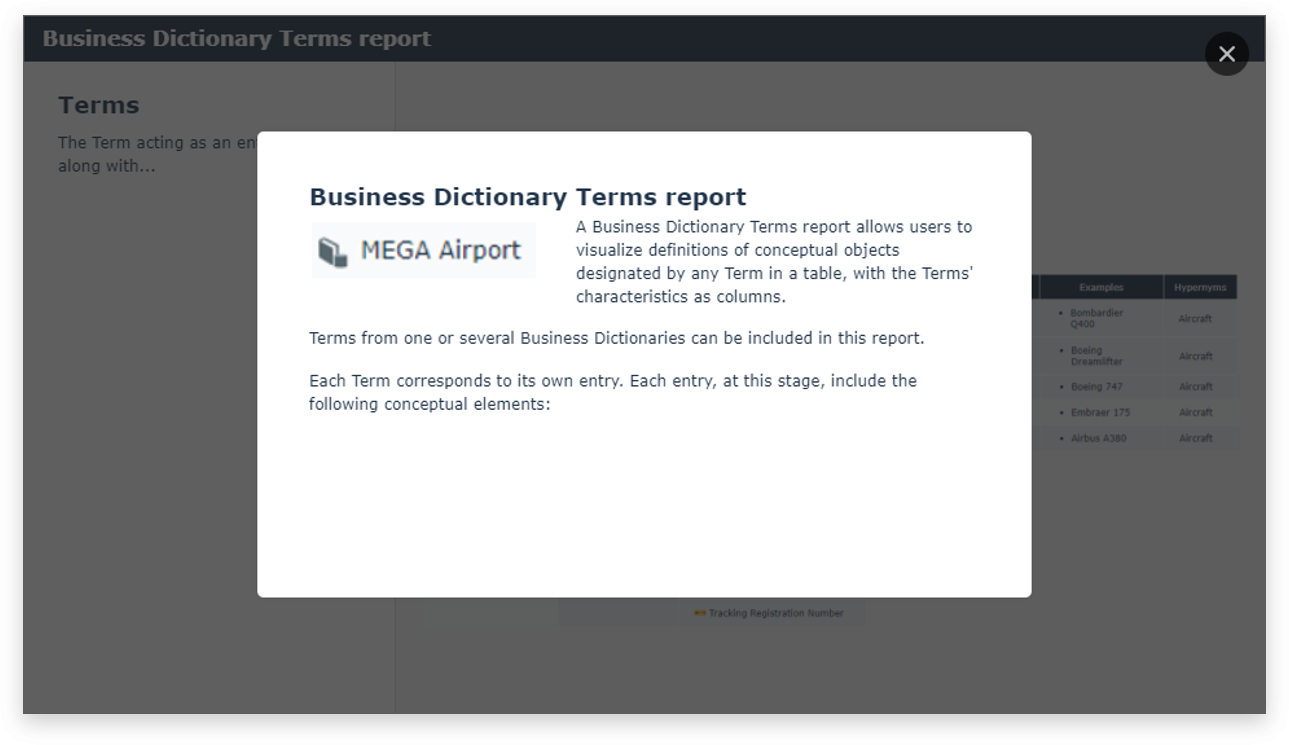 Business Dictionary Terms report
Terms
The Term acting as an en
along with...
Business Dictionary Terms report
MEGA Airport
A Business Dictionary Terms report allows users to
visualize definitions of conceptual objects
designated by any Term in a table, with the Terms'
characteristics as columns.
Terms from one or several Business Dictionaries can be included in this report.
Each Term corresponds to its own entry. Each entry, at this stage, include the
following conceptual elements:
Examples Hypernyms
• Bombardier Q400 Aircraft
• Boeing Dreamlifter Aircraft
• Boeing 747 Aircraft
• Embraer 175 Aircraft
• Airbus A380 Aircraft
Tracking Registration Number